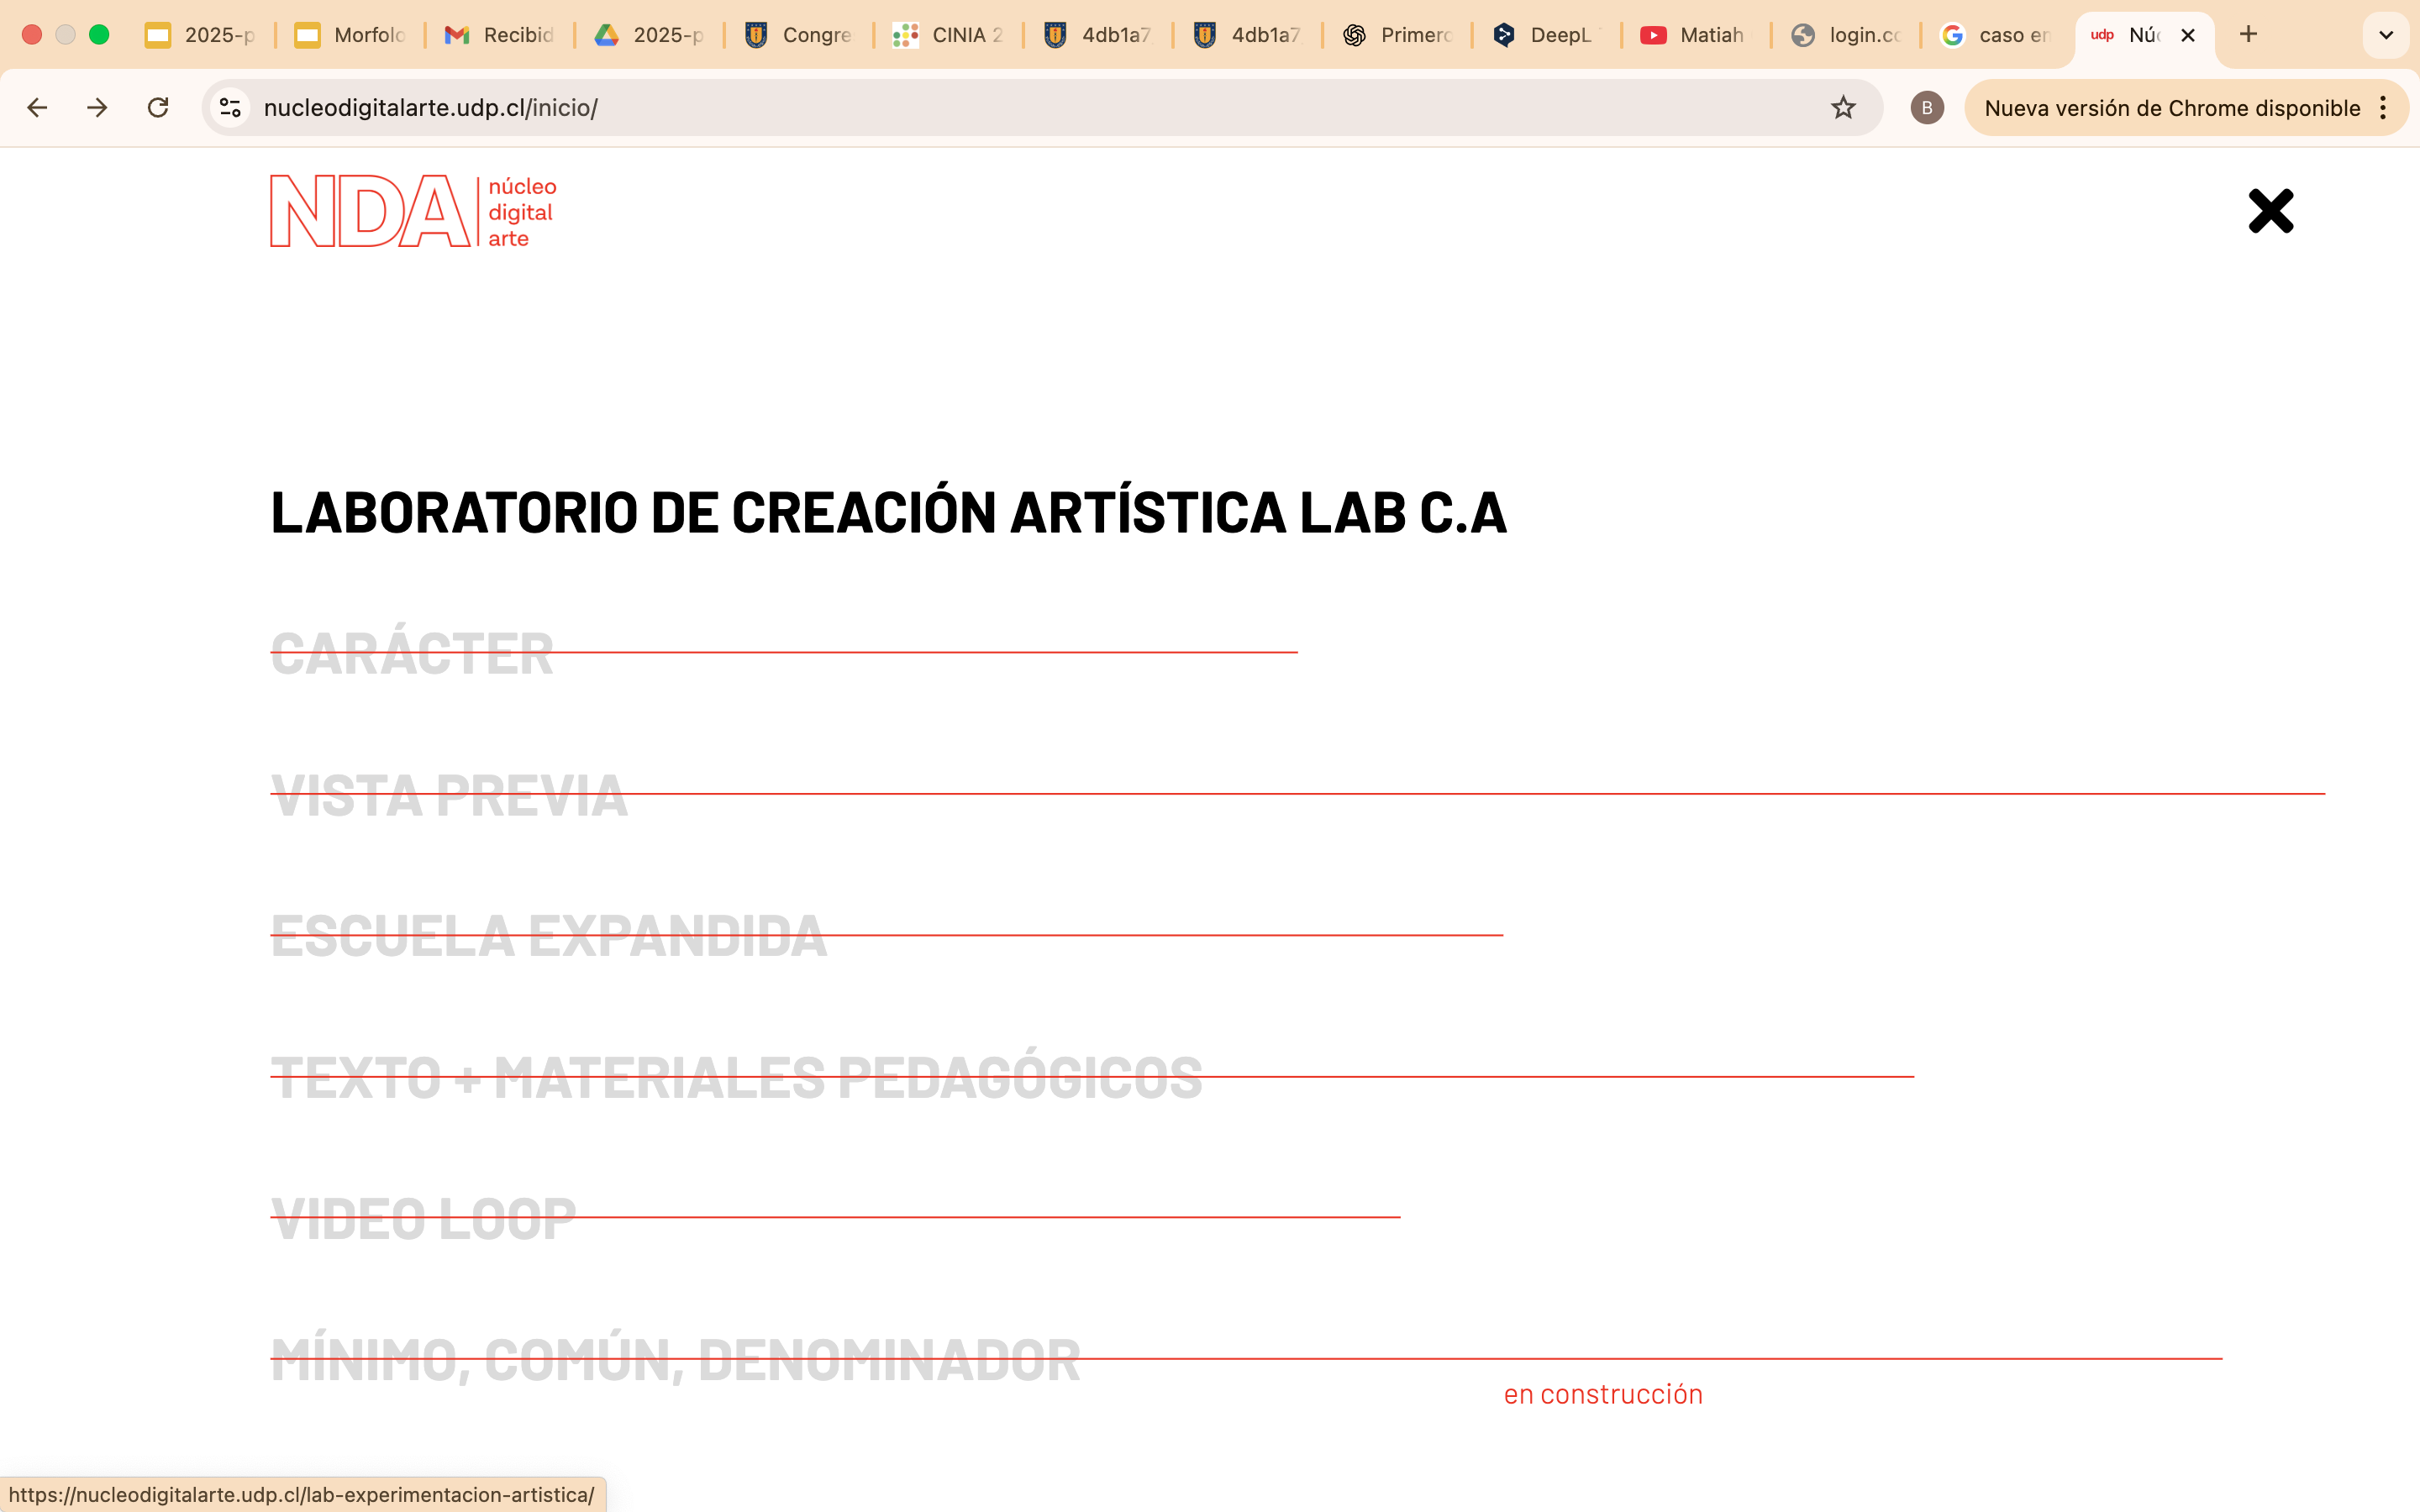 2025-p
Morfolo
Recibid
2025-p
Congre
CINIA 2
4db1a7
4db1a7
Primero
DeepL
Matiah
login.co
caso en
udp
Nú
nucleodigitalarte.udp.cl/inicio/
B
Nueva versión de Chrome disponible
NDA
núcleo
digital
arte
LABORATORIO DE CREACIÓN ARTÍSTICA LAB C.A
CARÁCTER
VISTA PREVIA
ESCUELA EXPANDIDA
TEXTO + MATERIALES PEDAGÓGICOS
VIDEO LOOP
MÍNIMO, COMÚN, DENOMINADOR
en construcción
https://nucleodigitalarte.udp.cl/lab-experimentacion-artistica/